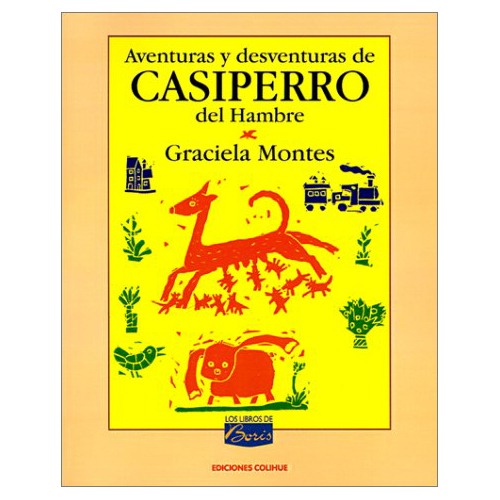 Aventuras y desventuras de
CASIPERRO
del Hambre
Graciela Montes
LOS LIBROS DE
Boris
EDICIONES COLIHUE